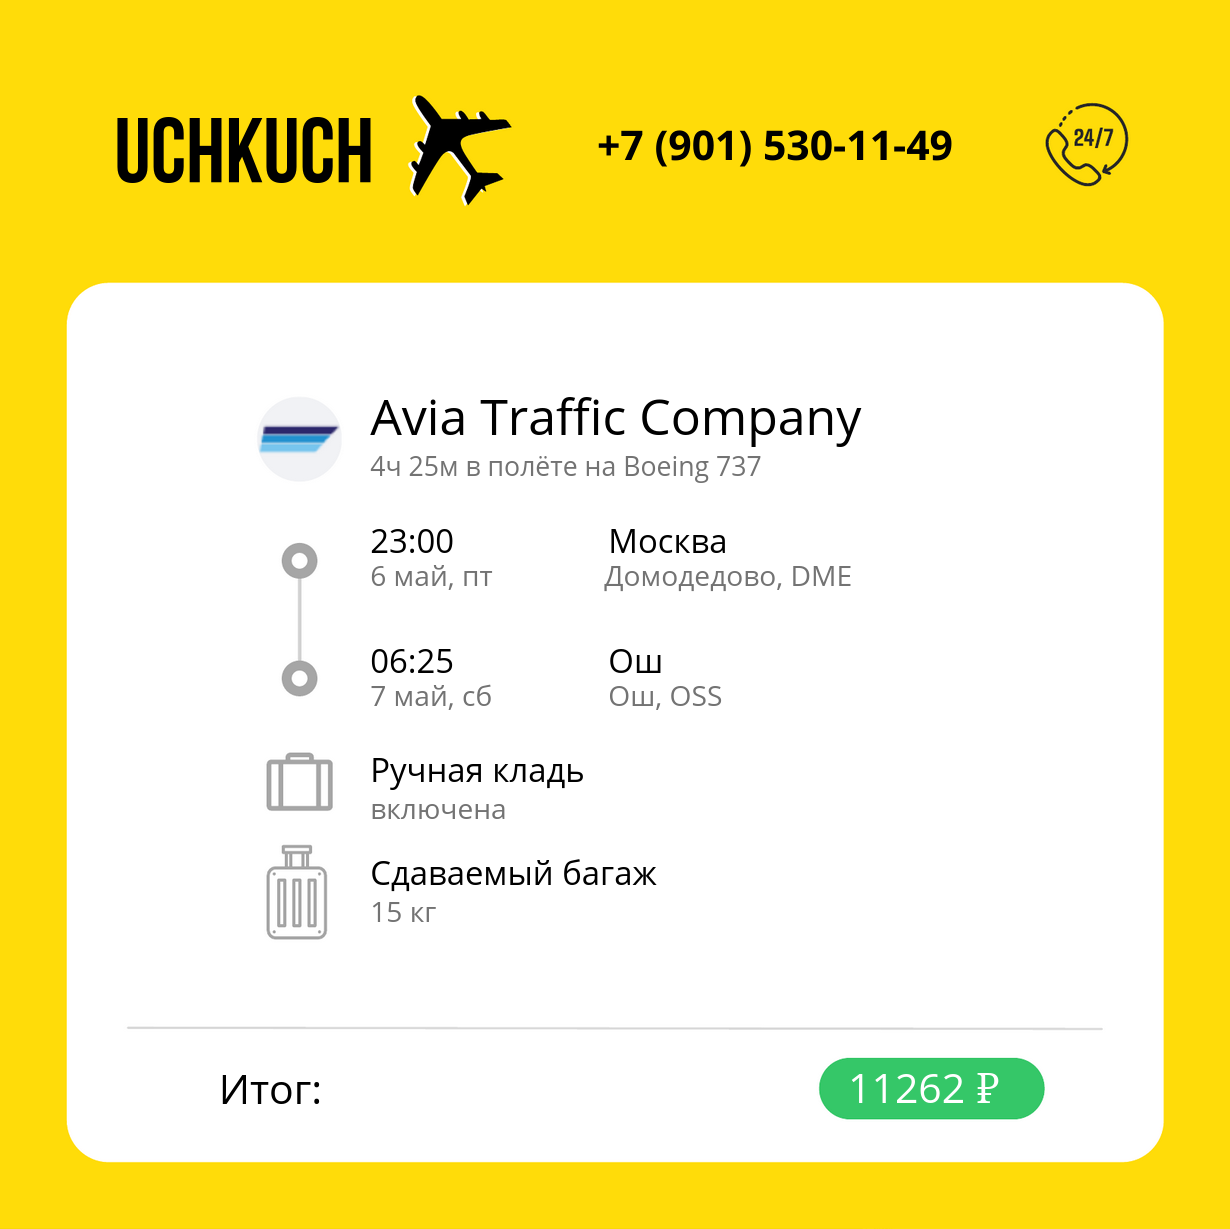 UCHKUCH
+7 (901) 530-11-49
24/7
Avia Traffic Company
4ч 25м в полёте на Boeing 737
23:00 Москва
6 май, пт Домодедово, DME
06:25 Ош
7 май, сб Ош, OSS
Ручная кладь
включена
Сдаваемый багаж
15 кг
Итог: 11262 ₽